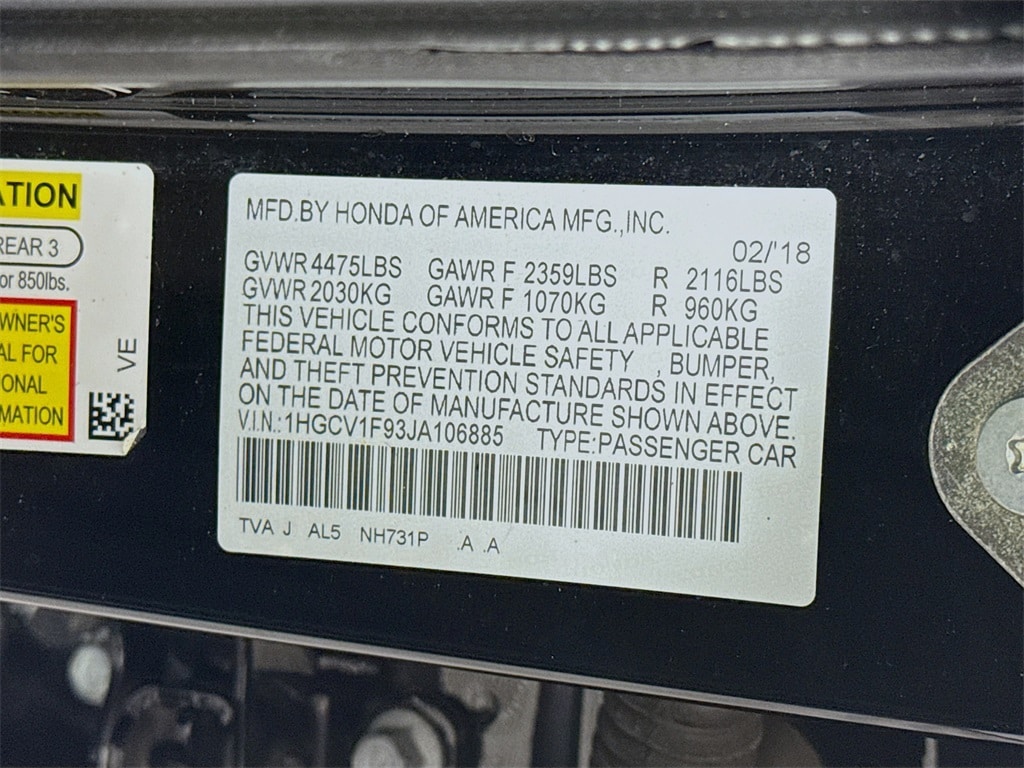 ATION
REAR 3
or 850lbs.
WNER'S
AL FOR
ONAL
MATION
VE
MFD.BY HONDA OF AMERICA MFG.,INC.
02/'18
GVWR 4475LBS GAWR F 2359LBS R 2116LBS
GVWR 2030KG GAWR F 1070KG R 960KG
THIS VEHICLE CONFORMS TO ALL APPLICABLE
FEDERAL MOTOR VEHICLE SAFETY , BUMPER,
AND THEFT PREVENTION STANDARDS IN EFFECT
ON THE DATE OF MANUFACTURE SHOWN ABOVE.
V.I.N.:1HGCV1F93JA106885 TYPE:PASSENGER CAR
TVA J AL5 NH731P .A .A